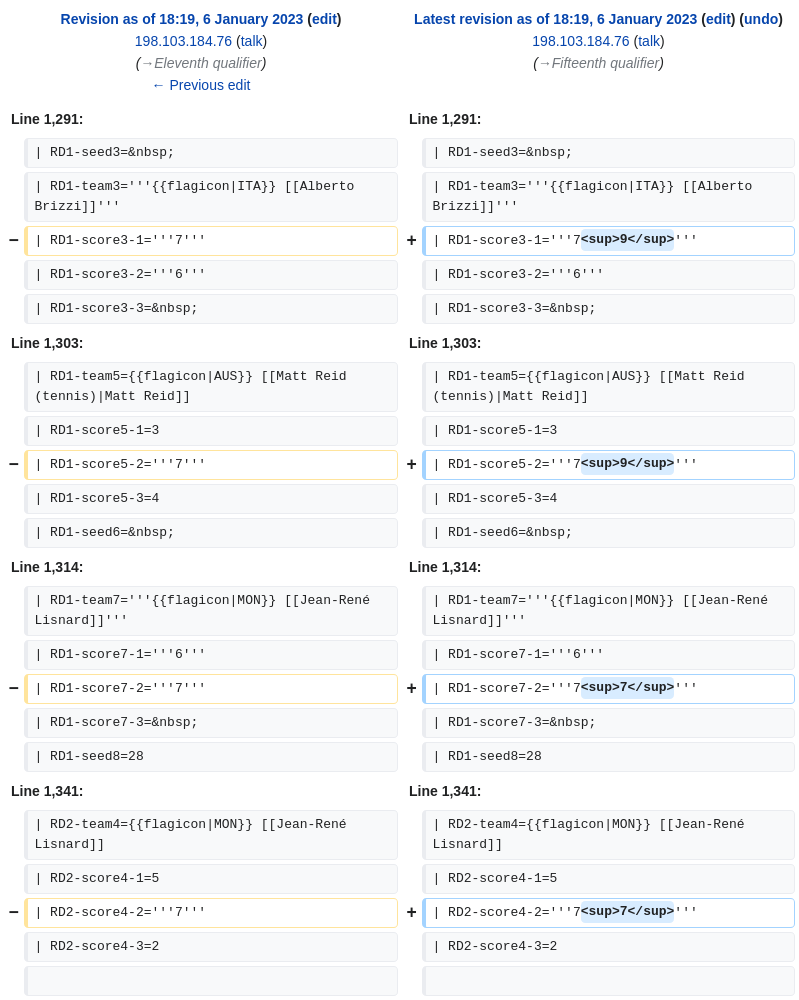 Revision as of 18:19, 6 January 2023 (edit)
198.103.184.76 (talk)
(→Eleventh qualifier)
← Previous edit
Latest revision as of 18:19, 6 January 2023 (edit) (undo)
198.103.184.76 (talk)
(→Fifteenth qualifier)
Line 1,291:
Line 1,291:
| RD1-seed3=&nbsp;
| RD1-seed3=&nbsp;
| RD1-team3='''{{flagicon|ITA}} [[Alberto
Brizzi]]'''
| RD1-team3='''{{flagicon|ITA}} [[Alberto
Brizzi]]'''
− | RD1-score3-1='''7'''
+ | RD1-score3-1='''7<sup>9</sup>'''
| RD1-score3-2='''6'''
| RD1-score3-2='''6'''
| RD1-score3-3=&nbsp;
| RD1-score3-3=&nbsp;
Line 1,303:
Line 1,303:
| RD1-team5={{flagicon|AUS}} [[Matt Reid
(tennis)|Matt Reid]]
| RD1-team5={{flagicon|AUS}} [[Matt Reid
(tennis)|Matt Reid]]
| RD1-score5-1=3
| RD1-score5-1=3
− | RD1-score5-2='''7'''
+ | RD1-score5-2='''7<sup>9</sup>'''
| RD1-score5-3=4
| RD1-score5-3=4
| RD1-seed6=&nbsp;
| RD1-seed6=&nbsp;
Line 1,314:
Line 1,314:
| RD1-team7='''{{flagicon|MON}} [[Jean-René
Lisnard]]'''
| RD1-team7='''{{flagicon|MON}} [[Jean-René
Lisnard]]'''
| RD1-score7-1='''6'''
| RD1-score7-1='''6'''
− | RD1-score7-2='''7'''
+ | RD1-score7-2='''7<sup>7</sup>'''
| RD1-score7-3=&nbsp;
| RD1-score7-3=&nbsp;
| RD1-seed8=28
| RD1-seed8=28
Line 1,341:
Line 1,341:
| RD2-team4={{flagicon|MON}} [[Jean-René
Lisnard]]
| RD2-team4={{flagicon|MON}} [[Jean-René
Lisnard]]
| RD2-score4-1=5
| RD2-score4-1=5
− | RD2-score4-2='''7'''
+ | RD2-score4-2='''7<sup>7</sup>'''
| RD2-score4-3=2
| RD2-score4-3=2